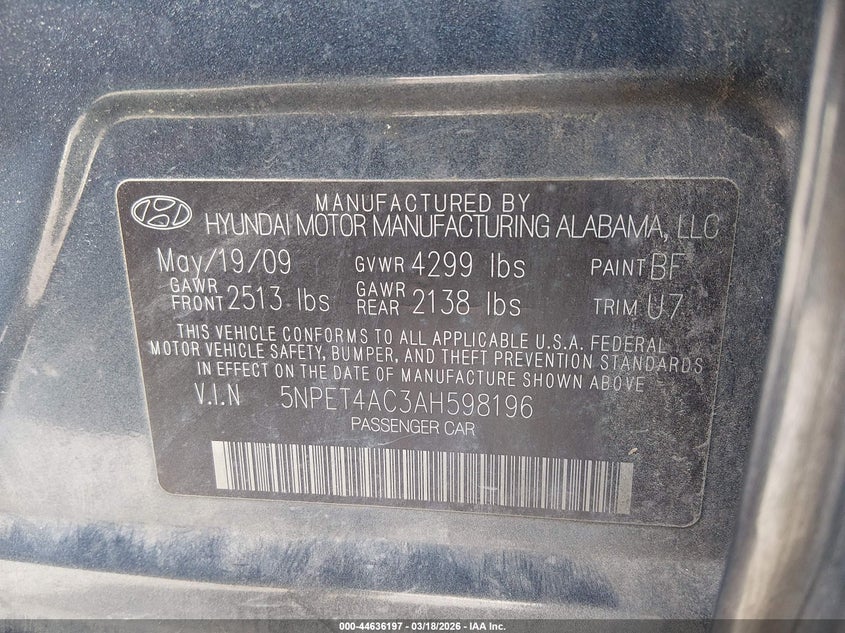 MANUFACTURED BY
HYUNDAI MOTOR MANUFACTURING ALABAMA, LLC
May/19/09 GVWR 4299 lbs PAINT BF
GAWR FRONT 2513 lbs GAWR REAR 2138 lbs TRIM U7
THIS VEHICLE CONFORMS TO ALL APPLICABLE U.S.A. FEDERAL
MOTOR VEHICLE SAFETY, BUMPER, AND THEFT PREVENTION STANDARDS
IN EFFECT ON THE DATE OF MANUFACTURE SHOWN ABOVE
V.I.N 5NPET4AC3AH598196
PASSENGER CAR
000-44636197 - 03/18/2026 - IAA Inc.